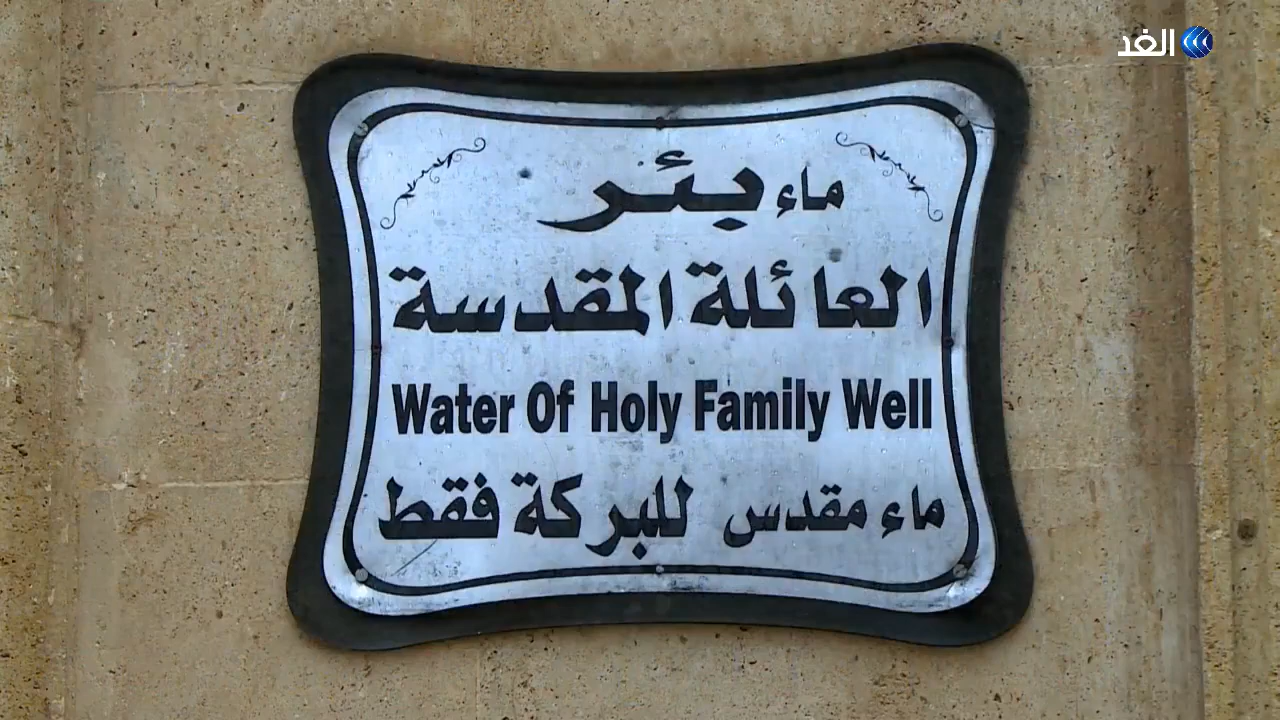 الغد
ماء بئر
العائلة المقدسة
Water Of Holy Family Well
ماء مقدس للبركة فقط